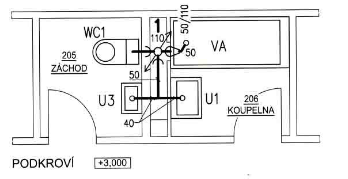 WC1
1
110
50/110
50
VA
205
ZÁCHOD
50
U3
U1
206
KOUPELNA
40
PODKROVÍ
+3,000